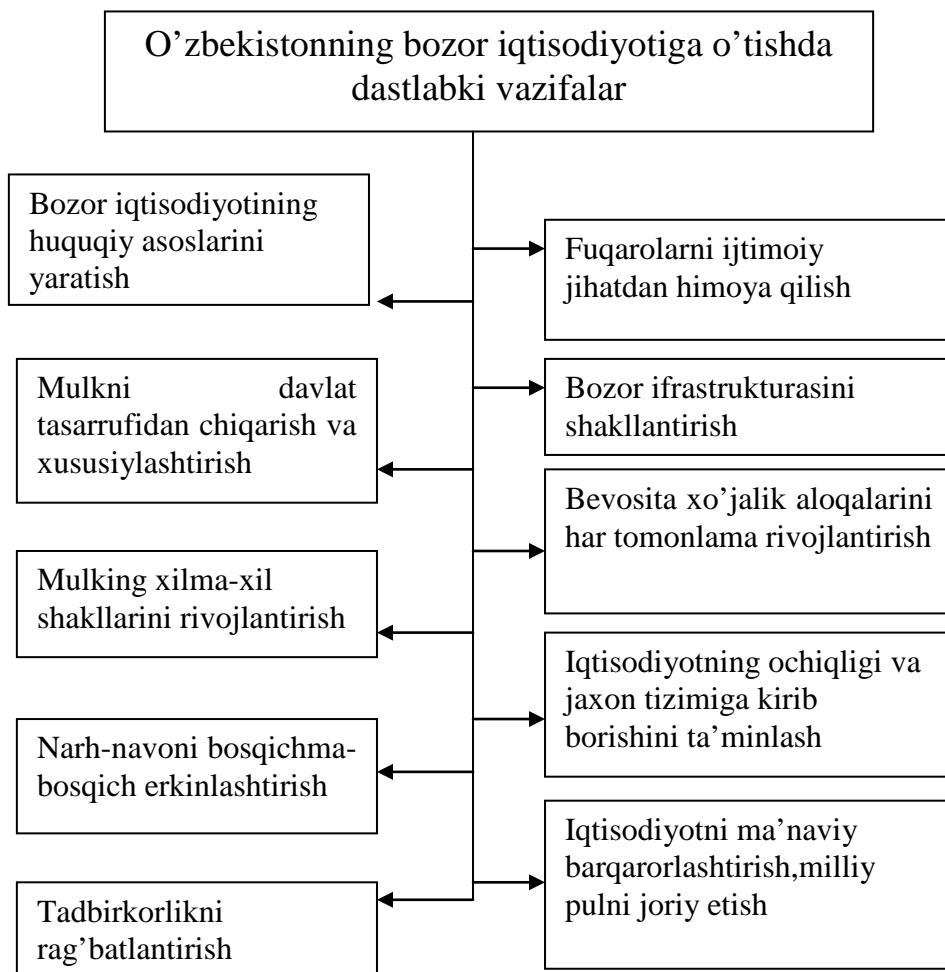 O’zbekistonning bozor iqtisodiyotiga o’tishda
dastlabki vazifalar
Bozor iqtisodiyotining
huquqiy asoslarini
yaratish
Mulkni davlat
tasarrufidan chiqarish va
xususiylashtirish
Mulking xilma-xil
shakllarini rivojlantirish
Narh-navoni bosqichma-
bosqich erkinlashtirish
Tadbirkorlikni
rag’batlantirish
Fuqarolarni ijtimoiy
jihatdan himoya qilish
Bozor ifrastrukturasini
shakllantirish
Bevosita xo’jalik aloqalarini
har tomonlama rivojlantirish
Iqtisodiyotning ochiqligi va
jaxon tizimiga kirib
borishini ta’minlash
Iqtisodiyotni ma’naviy
barqarorlashtirish,milliy
pulni joriy etish